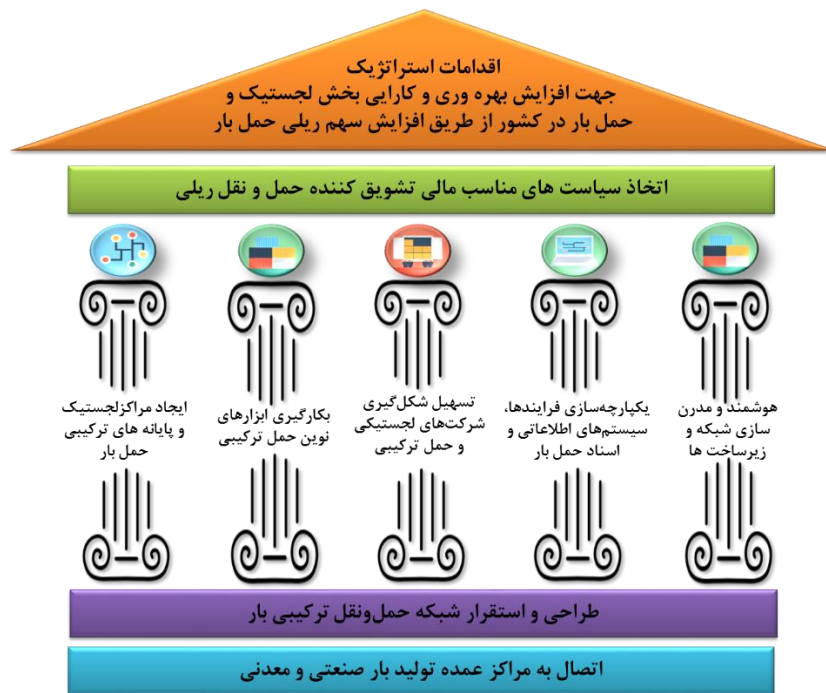 اقدامات استراتژیک
جهت افزایش بهره وری و کارایی بخش لجستیک و
حمل بار در کشور از طریق افزایش سهم ریلی حمل بار
اتخاذ سیاست های مناسب مالی تشویق کننده حمل و نقل ریلی
هوشمند و مدرن
سازی شبکه و
زیرساخت ها
یکپارچه‌سازی فرایندها،
سیستم‌های اطلاعاتی و
اسناد حمل بار
تسهیل شکل‌گیری
شرکت‌های لجستیکی
و حمل ترکیبی
بکارگیری ابزارهای
نوین حمل ترکیبی
ایجاد مراکزلجستیک
و پایانه های ترکیبی
حمل بار
طراحی و استقرار شبکه حمل‌ونقل ترکیبی بار
اتصال به مراکز عمده تولید بار صنعتی و معدنی